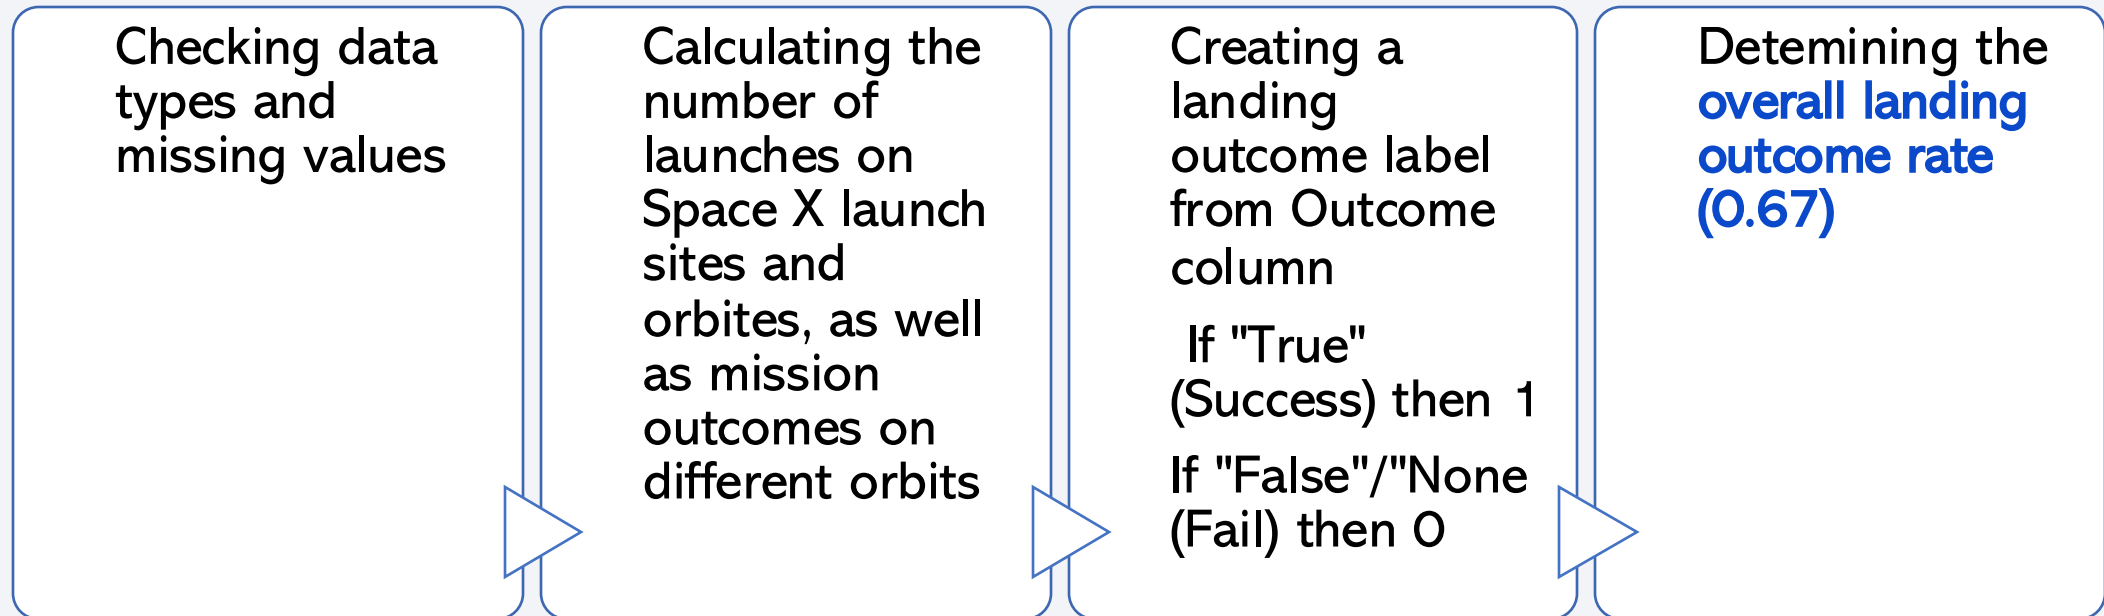 Checking data
types and
missing values
Calculating the
number of
launches on
Space X launch
sites and
orbites, as well
as mission
outcomes on
different orbits
Creating a
landing
outcome label
from Outcome
column
If "True"
(Success) then 1
If "False"/"None
(Fail) then 0
Detemining the
overall landing
outcome rate
(0.67)